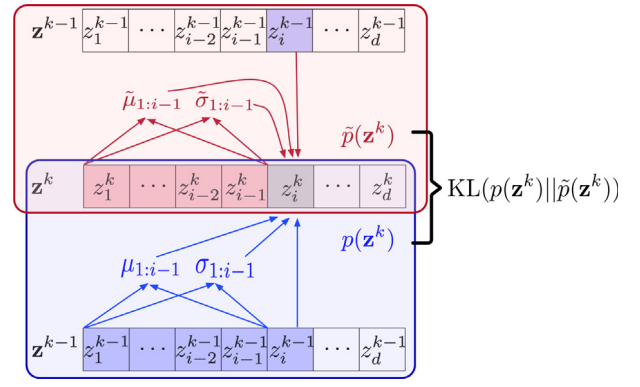 𝐳^{k-1} z_1^{k-1} ⋯ z_{i-2}^{k-1} z_{i-1}^{k-1} z_i^{k-1} ⋯ z_d^{k-1}
μ̃_{1:i-1} σ̃_{1:i-1}
p̃(𝐳^k)
𝐳^k z_1^k ⋯ z_{i-2}^k z_{i-1}^k z_i^k ⋯ z_d^k
KL(p(𝐳^k)||p̃(𝐳^k))
p(𝐳^k)
μ_{1:i-1} σ_{1:i-1}
𝐳^{k-1} z_1^{k-1} ⋯ z_{i-2}^{k-1} z_{i-1}^{k-1} z_i^{k-1} ⋯ z_d^{k-1}